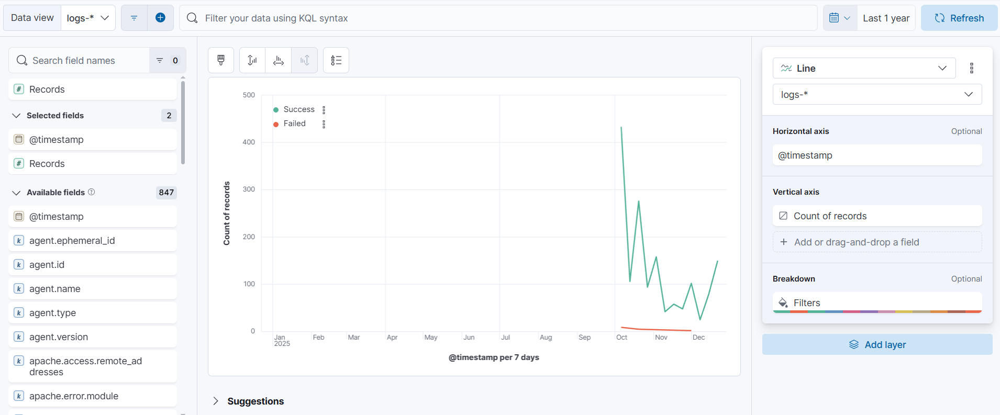 Data view
logs-*
Filter your data using KQL syntax
Last 1 year
Refresh
Search field names
0
Records
Selected fields
2
@timestamp
Records
Available fields
847
@timestamp
agent.ephemeral_id
agent.id
agent.name
agent.type
agent.version
apache.access.remote_ad
dresses
apache.error.module
500
400
300
200
100
0
Count of records
Success
Failed
Jan
2025
Feb
Mar
Apr
May
Jun
Jul
Aug
Sep
Oct
Nov
Dec
@timestamp per 7 days
Suggestions
Line
logs-*
Horizontal axis
Optional
@timestamp
Vertical axis
Count of records
Add or drag-and-drop a field
Breakdown
Optional
Filters
Add layer